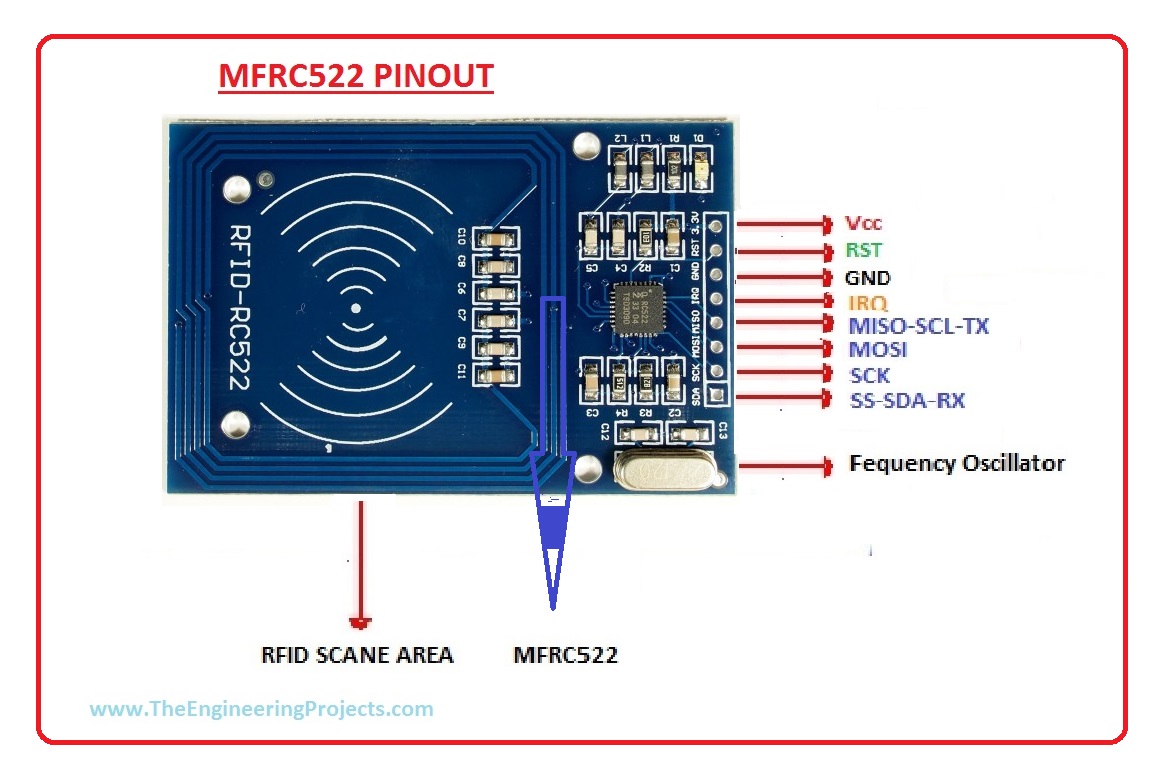 MFRC522 PINOUT
L2 L1 R1 D1
C5 C4 R2 C1
3.3V
RST
GND
IRQ
MISO
MOSI
SCK
SDA
Vcc
RST
GND
IRQ
MISO-SCL-TX
MOSI
SCK
SS-SDA-RX
RFID-RC522
C10
C8
C6
C7
C9
C11
RC522
C3 R4 R3 C2
C12 C13
Fequency Oscillator
RFID SCANE AREA
MFRC522
www.TheEngineeringProjects.com